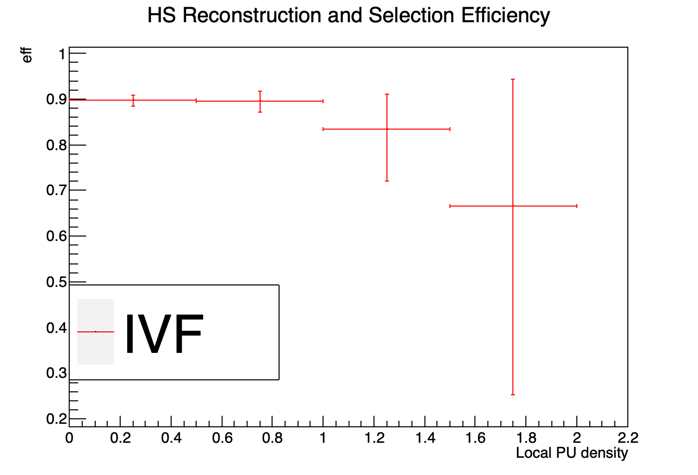 HS Reconstruction and Selection Efficiency
eff
1
0.9
0.8
0.7
0.6
0.5
0.4
0.3
0.2
IVF
0 0.2 0.4 0.6 0.8 1 1.2 1.4 1.6 1.8 2 2.2
Local PU density